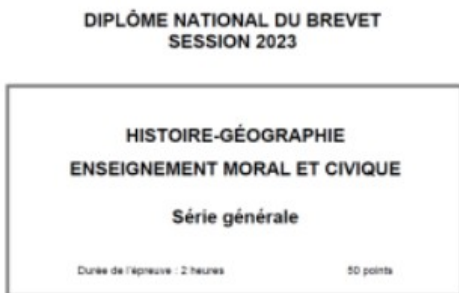 DIPLÔME NATIONAL DU BREVET
SESSION 2023
HISTOIRE-GÉOGRAPHIE
ENSEIGNEMENT MORAL ET CIVIQUE
Série générale
Durée de l'épreuve : 2 heures 50 points